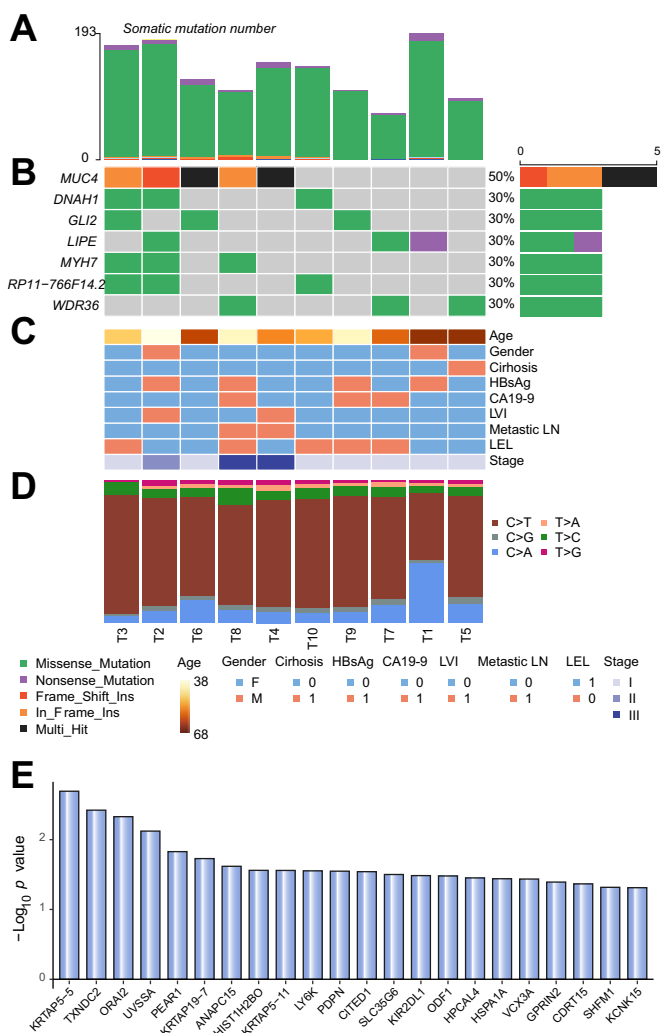 A
Somatic mutation number
193
0
B
0 5
MUC4 50%
DNAH1 30%
GLI2 30%
LIPE 30%
MYH7 30%
RP11-766F14.2 30%
WDR36 30%
C
Age
Gender
Cirhosis
HBsAg
CA19-9
LVI
Metastic LN
LEL
Stage
D
C>T T>A
C>G T>C
C>A T>G
T3 T2 T6 T8 T4 T10 T9 T7 T1 T5
Missense_Mutation
Nonsense_Mutation
Frame_Shift_Ins
In_Frame_Ins
Multi_Hit
Age
38
68
Gender Cirhosis HBsAg CA19-9 LVI Metastic LN LEL Stage
F 0 0 0 0 0 1 I
M 1 1 1 1 1 0 II
III
E
−Log10 p value
2
1
0
KRTAP5−5 TXNDC2 ORAI2 UVSSA PEAR1 KRTAP19−7 ANAPC15 HIST1H2BO KRTAP5−11 LY6K PDPN CITED1 SLC35G6 KIR2DL1 ODF1 HPCAL4 HSPA1A VCX3A GPRIN2 CDRT15 SHFM1 KCNK15